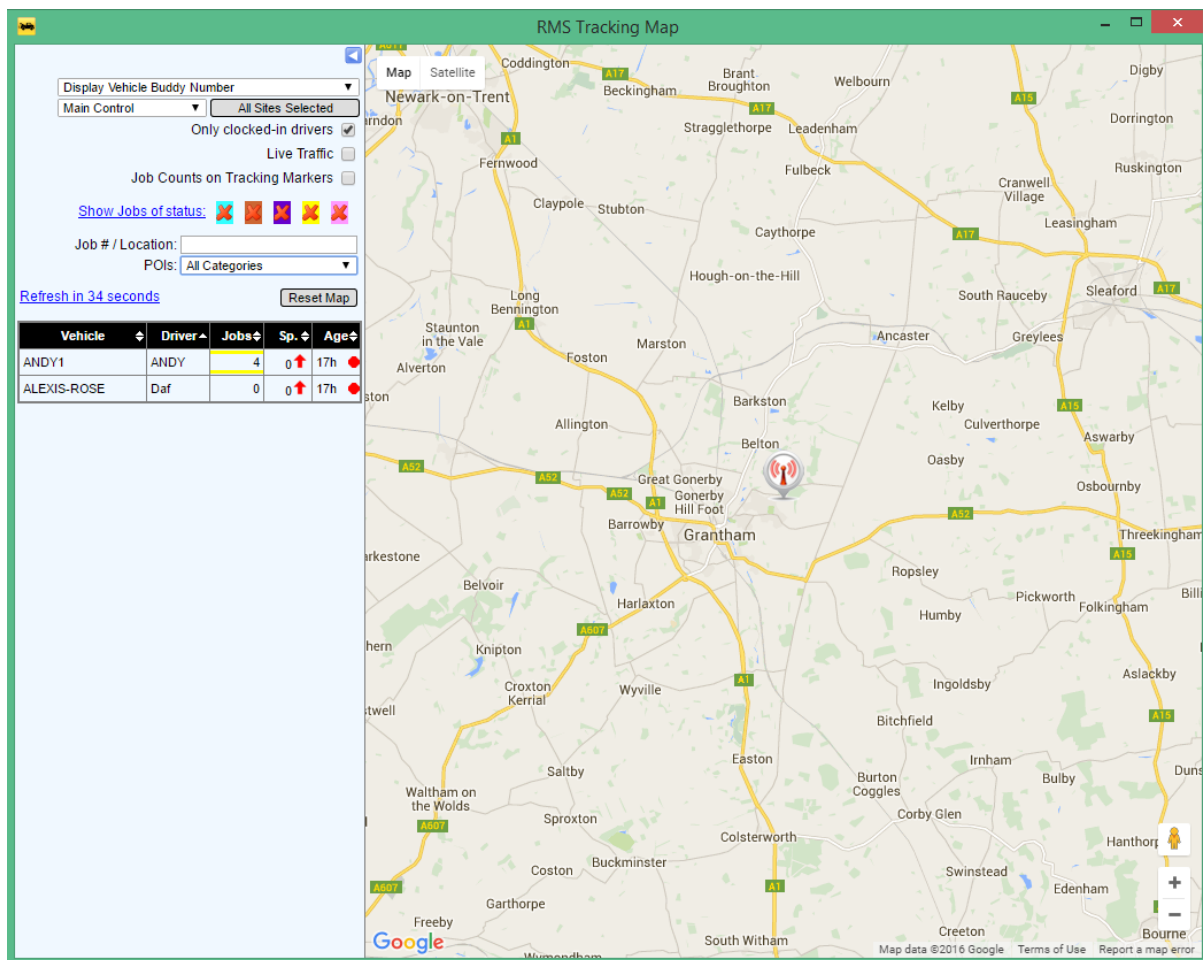 RMS Tracking Map
Display Vehicle Buddy Number
Main Control
All Sites Selected
Only clocked-in drivers
Live Traffic
Job Counts on Tracking Markers
Show Jobs of status:
Job # / Location:
POIs: All Categories
Refresh in 34 seconds
Reset Map
Vehicle Driver Jobs Sp. Age
ANDY1 ANDY 4 0 17h
ALEXIS-ROSE Daf 0 0 17h
Map Satellite
Coddington
A17
Beckingham
Brant
Broughton
Welbourn
Digby
A15
Newark-on-Trent
A17
Dorrington
Stragglethorpe
Leadenham
A1
Fernwood
Fulbeck
Ruskington
Cranwell
Village
Claypole
Stubton
Leasingham
Caythorpe
A17
Hough-on-the-Hill
Long
Bennington
South Rauceby
Sleaford
A17
A1
Staunton
in the Vale
Marston
Ancaster
Greylees
Foston
Alverton
Barkston
Kelby
A15
Allington
Culverthorpe
Aswarby
Belton
Oasby
A52
A52
Great Gonerby
A52
A1
Gonerby
Hill Foot
Osbournby
A52
Barrowby
Grantham
Threekingham
A15
Ropsley
Belvoir
Pickworth
Harlaxton
Folkingham
Humby
A607
Knipton
Aslackby
A1
Croxton
Kerrial
Wyville
Ingoldsby
A15
Bitchfield
Easton
Irnham
Saltby
Burton
Coggles
Bulby
Waltham on
the Wolds
Sproxton
Corby Glen
A607
Colsterworth
Buckminster
Coston
Swinstead
A607
A1
Edenham
Garthorpe
Freeby
Creeton
Bourne
South Witham
Wymondham
Google
Map data ©2016 Google Terms of Use Report a map error